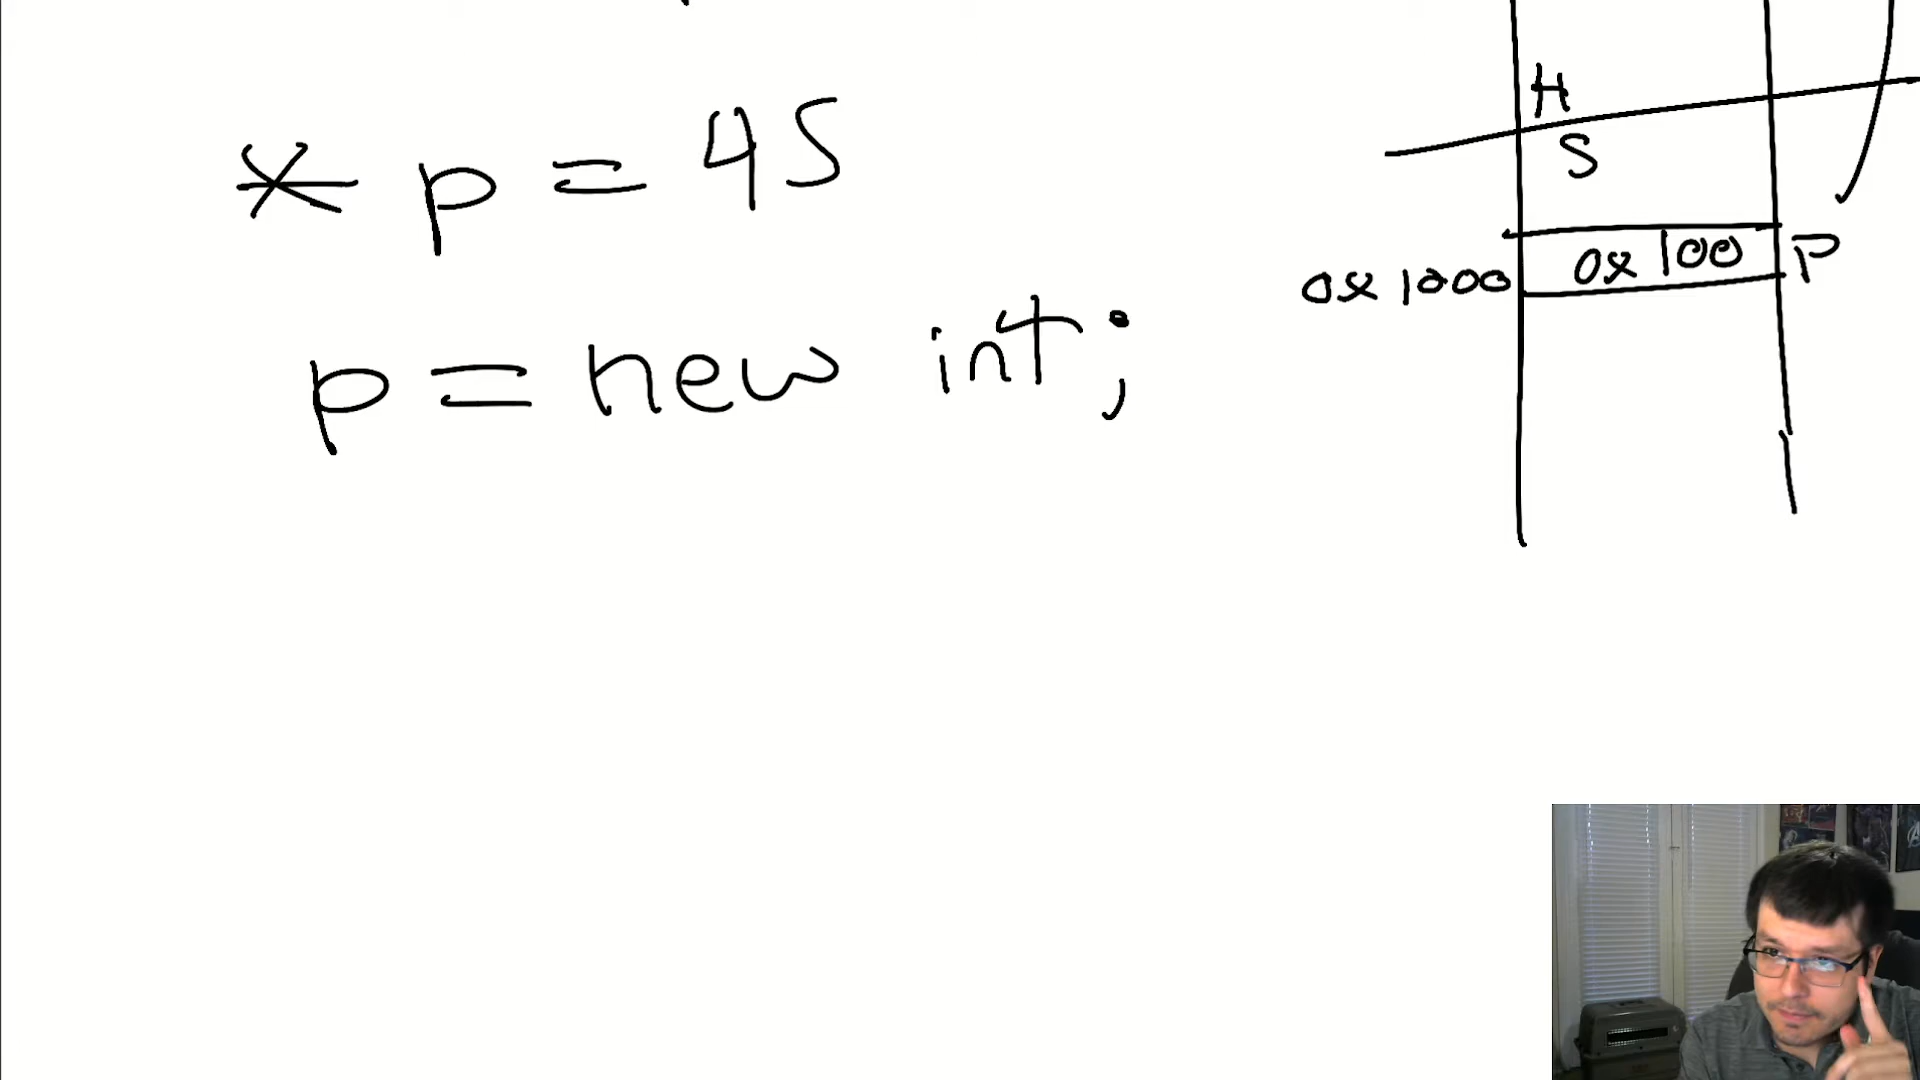 * p = 45
p = new int;
H
S
0x1000 0x100 P